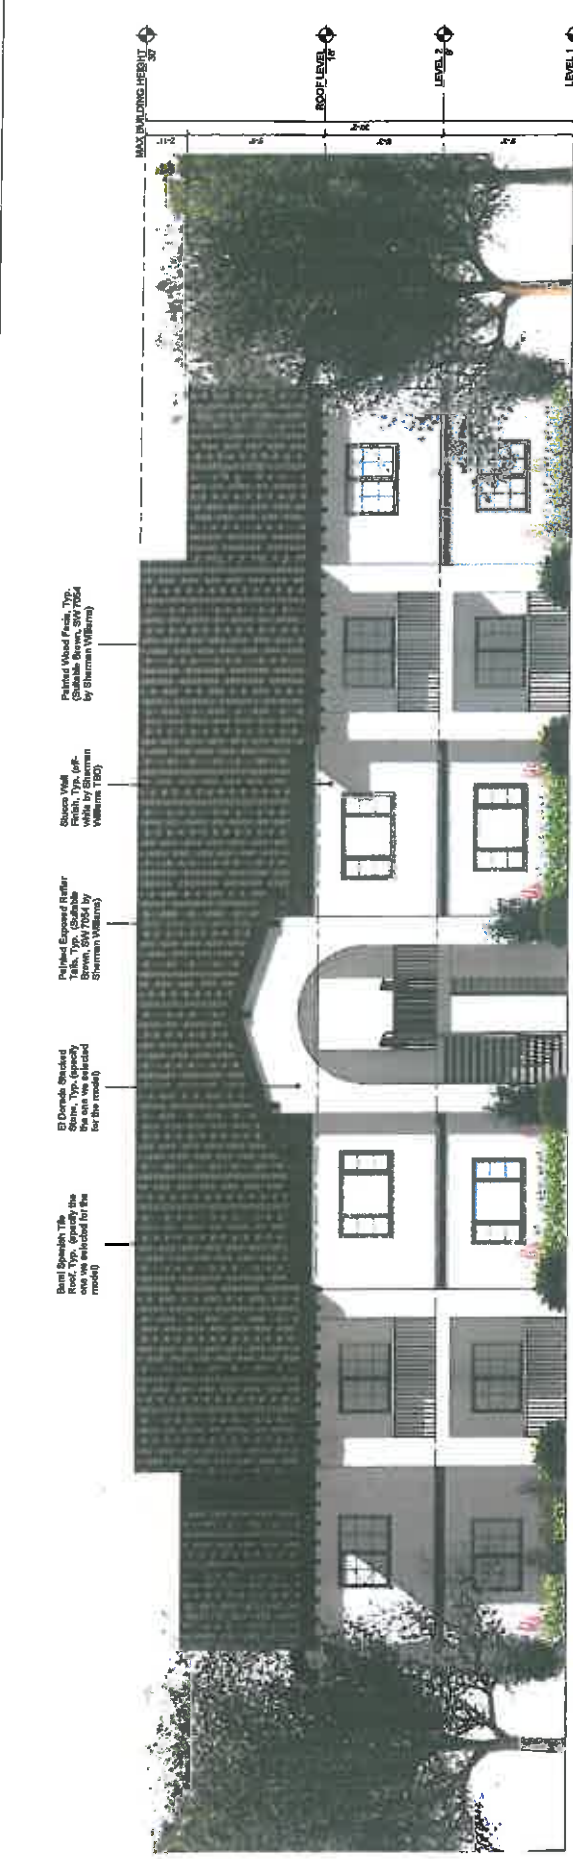 MAX BUILDING HEIGHT
30'
ROOF LEVEL
18'
LEVEL 2
9'
LEVEL 1
Barrel Spanish Tile
Roof, Typ. (specify the
one we selected for the
model)
El Dorado Stacked
Stone, Typ. (specify
the one we selected
for the model)
Painted Exposed Rafter
Tails, Typ. (Suitable
Brown, SW 7054 by
Sherman Williams)
Stucco Wall
Finish, Typ. (off-
white by Sherman
Williams TBD)
Painted Wood Facia, Typ.
(Suitable Brown, SW 7054
by Sherman Williams)